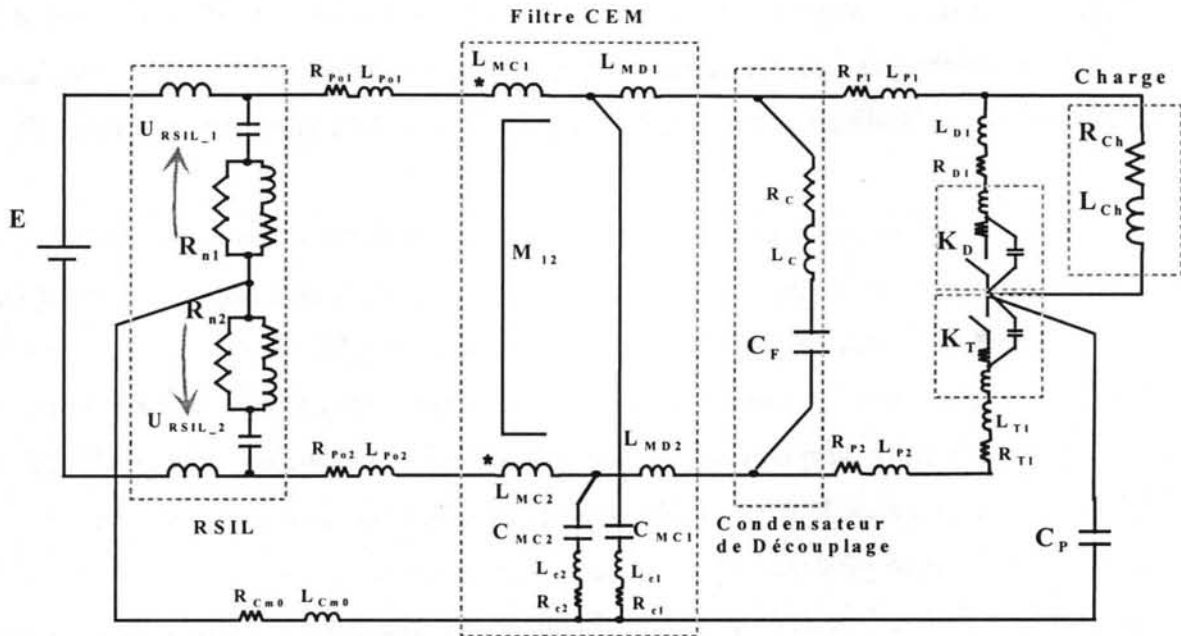 Filtre CEM
L MC1
L MD1
R Po1 L Po1
*
R P1 L P1
Charge
U RSIL_1
L D1
R Ch
R D1
R C
E
L Ch
R n1
K D
M 12
L C
R n2
C F
K T
U RSIL_2
L T1
L MD2
R Po2 L Po2
*
R P2 L P2
R T1
L MC2
RSIL
C MC2
C MC1
Condensateur
de Découplage
C P
L c2
L c1
R Cm0 L Cm0
R c2
R c1